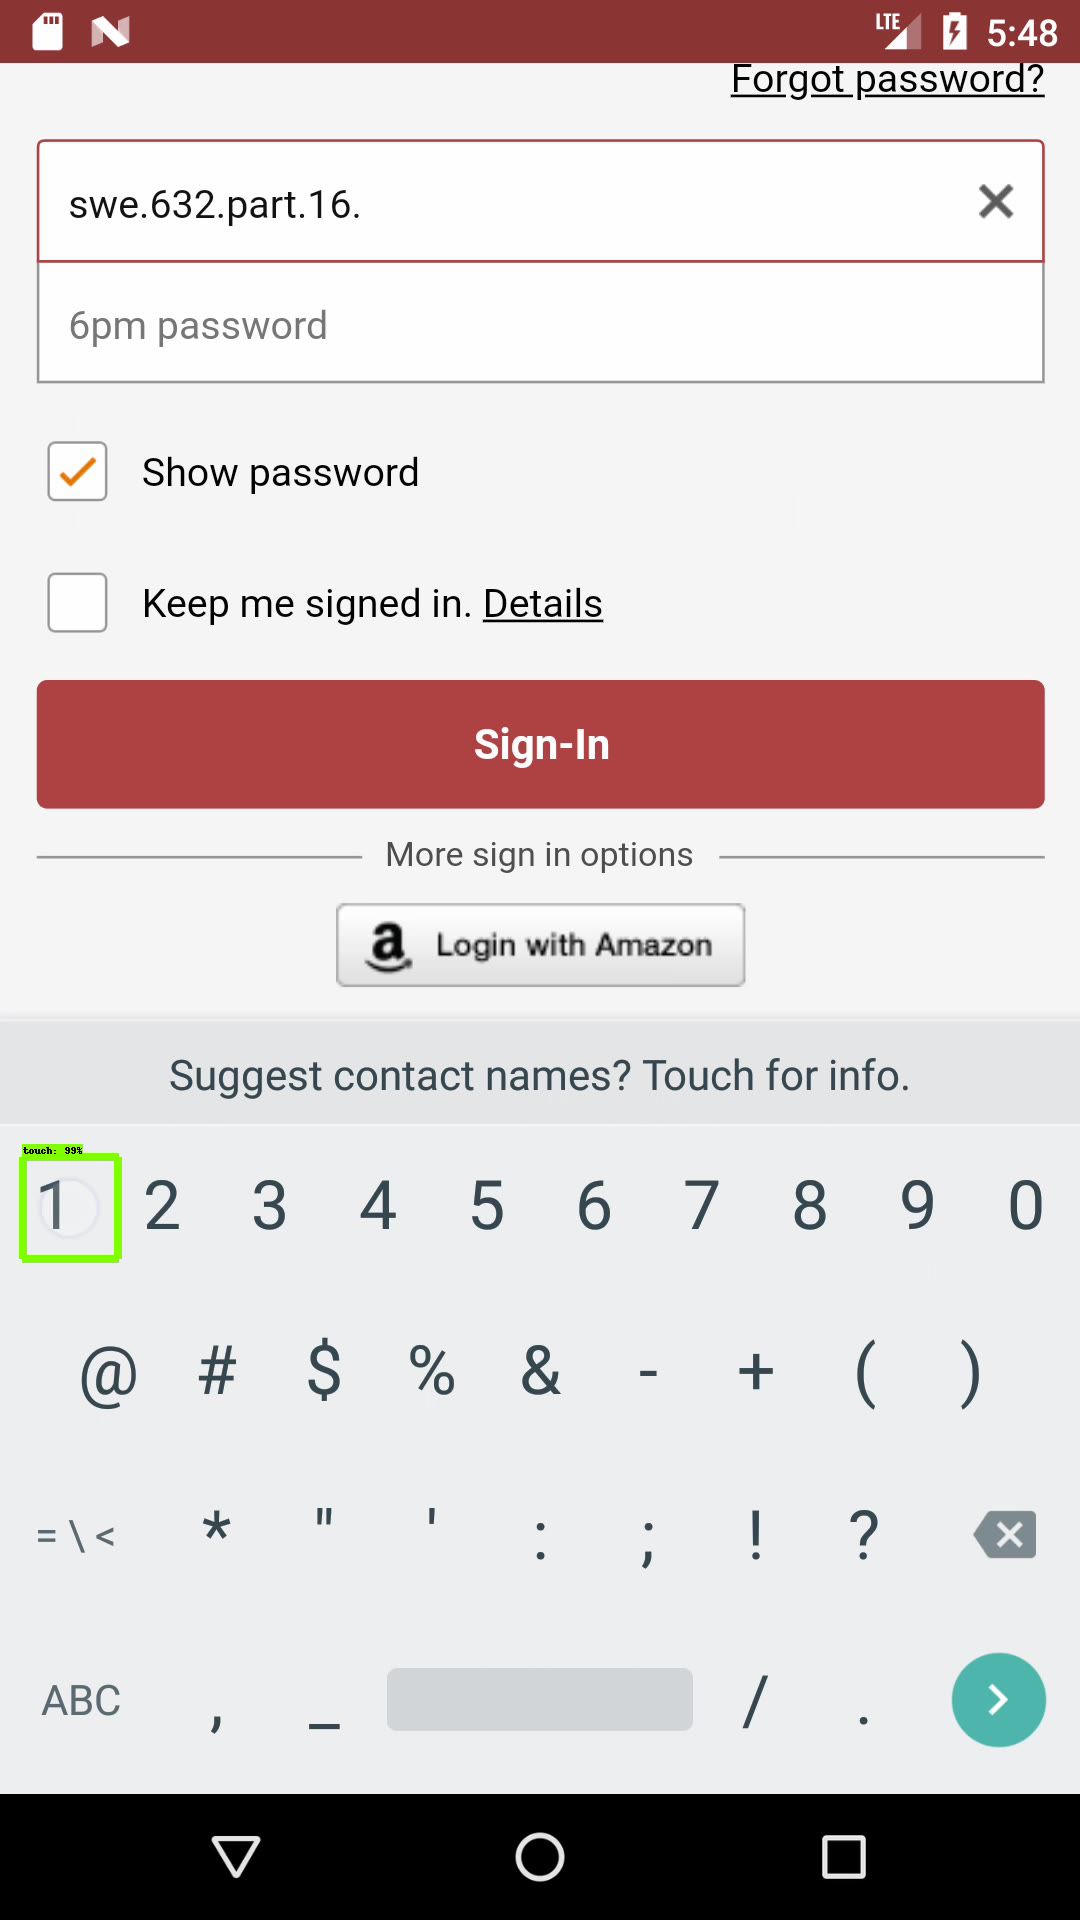 LTE 5:48
Forgot password?
swe.632.part.16.
6pm password
Show password
Keep me signed in. Details
Sign-In
More sign in options
a Login with Amazon
Suggest contact names? Touch for info.
touch: 99%
1 2 3 4 5 6 7 8 9 0
@ # $ % & - + ( )
= \ < * " ' : ; ! ?
ABC , _ / .